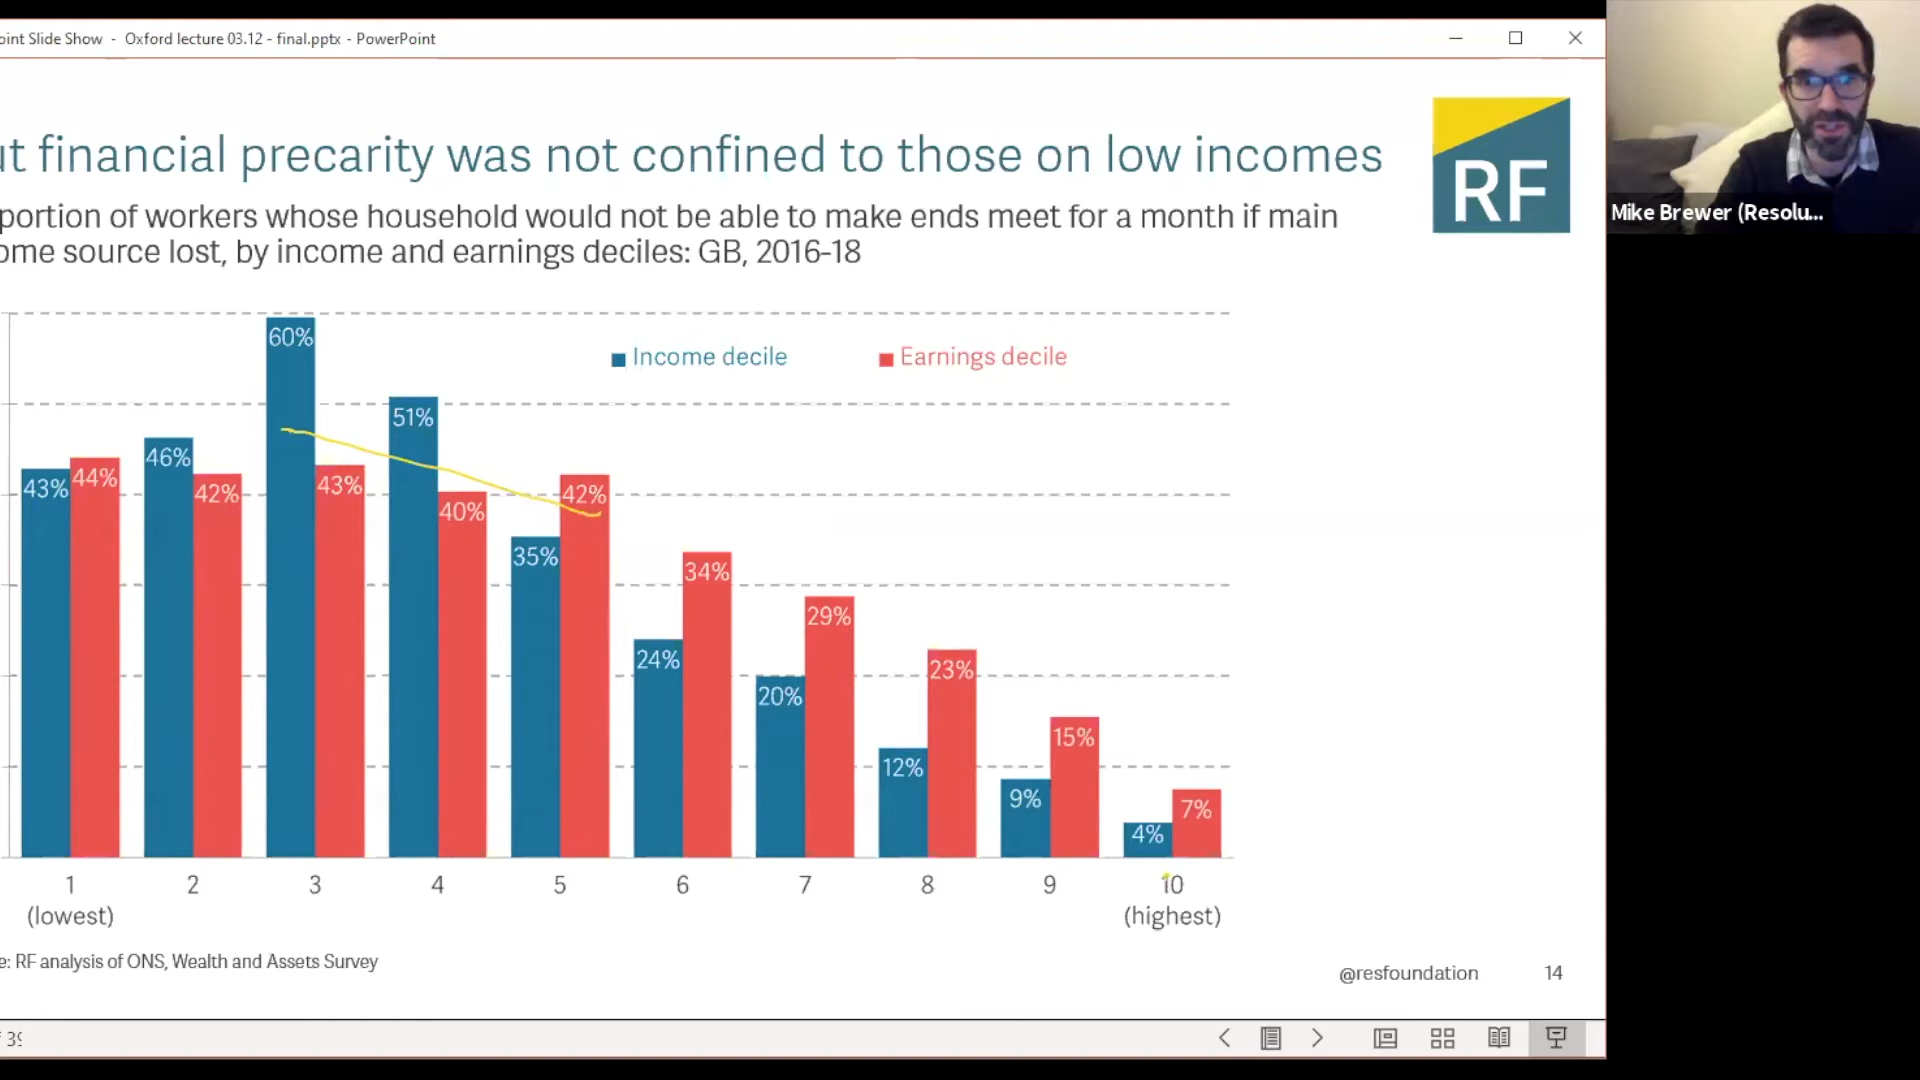 oint Slide Show - Oxford lecture 03.12 - final.pptx - PowerPoint
ut financial precarity was not confined to those on low incomes
portion of workers whose household would not be able to make ends meet for a month if main
ome source lost, by income and earnings deciles: GB, 2016-18
RF
Mike Brewer (Resolu...
Income decile Earnings decile
43% 44% 46% 42% 60% 43% 51% 40% 35% 42% 24% 34% 20% 29% 12% 23% 9% 15% 4% 7%
1 2 3 4 5 6 7 8 9 10
(lowest) (highest)
e: RF analysis of ONS, Wealth and Assets Survey
@resfoundation 14